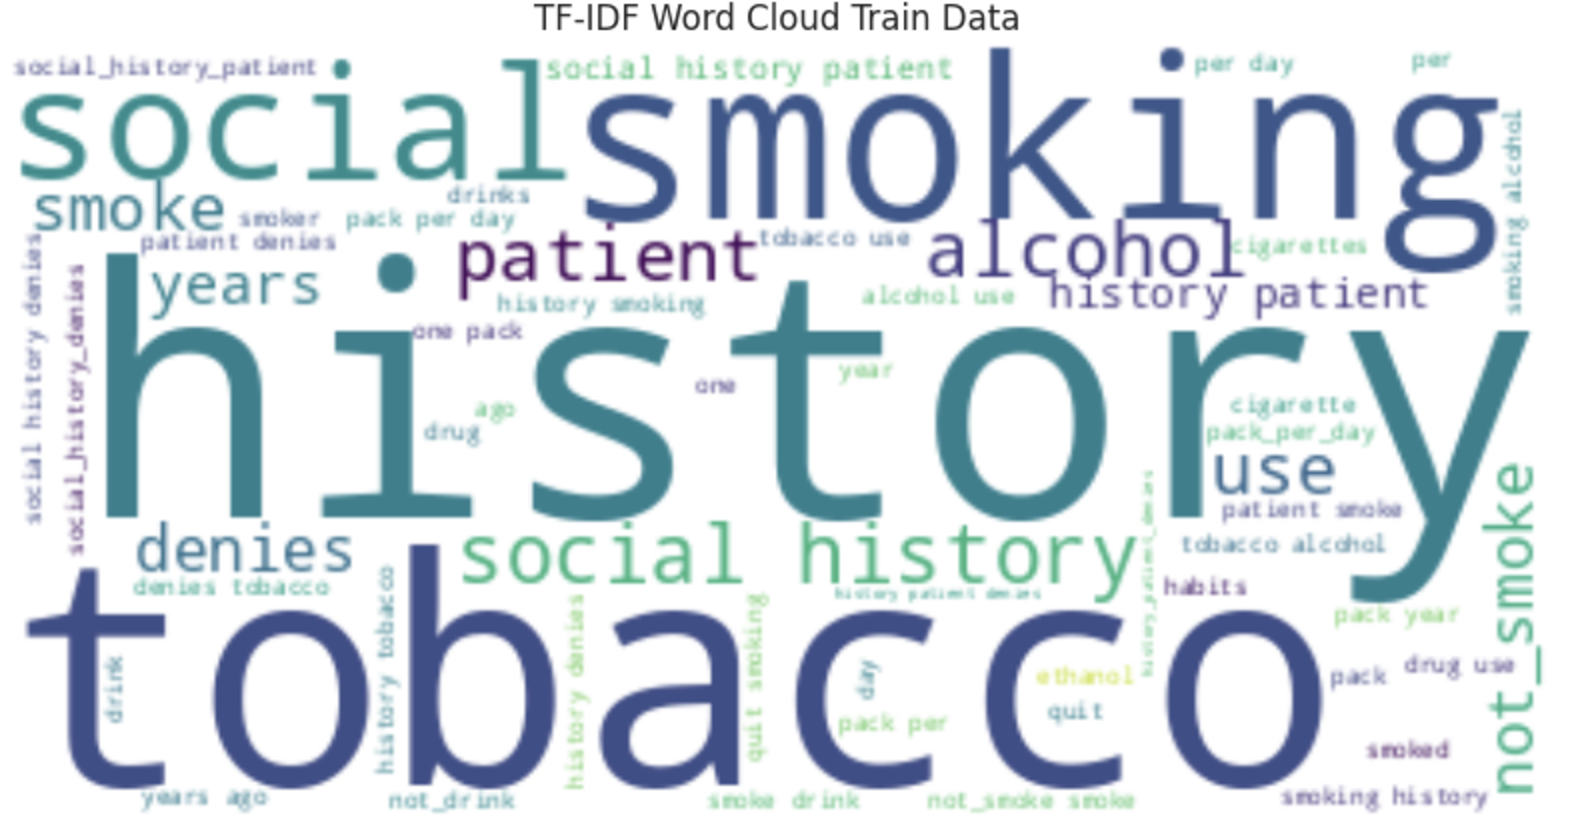 TF-IDF Word Cloud Train Data
social_history_patient
social history patient
per day
per
social
smoking
smoking alcohol
smoke
drinks
smoker
pack per day
patient denies
patient
tobacco use
alcohol
cigarettes
years
history smoking
alcohol use
history patient
one pack
social history denies
social_history_denies
history
one
year
ago
drug
cigarette
pack_per_day
use
patient smoke
not_smoke
denies
social history
tobacco alcohol
denies tobacco
history patient denies
history_patient_denies
habits
tobacco
pack year
drink
history tobacco
history denies
quit smoking
day
ethanol
pack
drug use
pack per
quit
smoked
years ago
not_drink
smoke drink
not_smoke smoke
smoking history